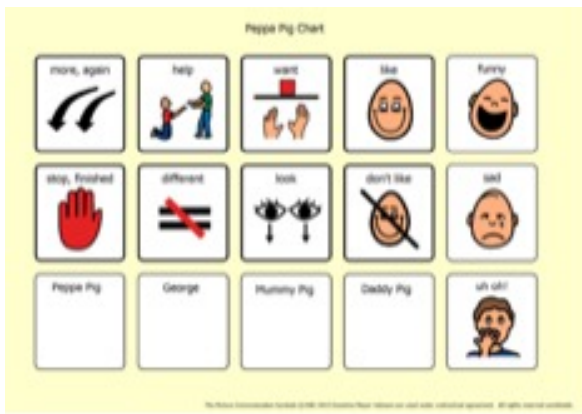 Peppa Pig Chart
more, again
help
want
like
funny
stop, finished
different
look
don't like
sad
Peppa Pig
George
Mummy Pig
Daddy Pig
uh oh!